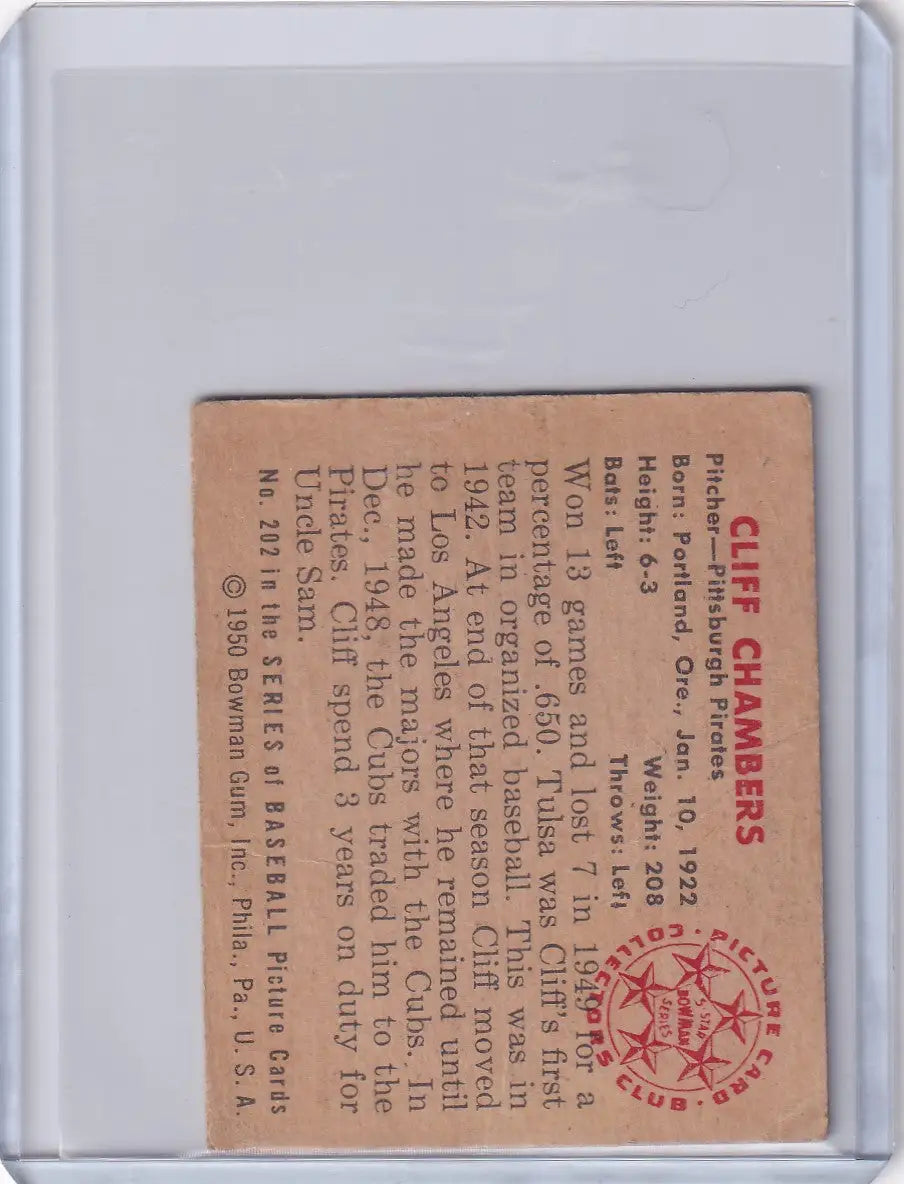 CLIFF CHAMBERS
Pitcher—Pittsburgh Pirates
Born: Portland, Ore., Jan. 10, 1922
Height: 6-3 Weight: 208
Bats: Left Throws: Left
Won 13 games and lost 7 in 1949 for a
percentage of .650. Tulsa was Cliff's first
team in organized baseball. This was in
1942. At end of that season Cliff moved
to Los Angeles where he remained until
he made the majors with the Cubs. In
Dec., 1948, the Cubs traded him to the
Pirates. Cliff spend 3 years on duty for
Uncle Sam.
No. 202 in the SERIES of BASEBALL Picture Cards
© 1950 Bowman Gum, Inc., Phila., Pa., U. S. A.
PICTURE CARD COLLECTORS CLUB
5 STAR
BOWMAN
SERIES